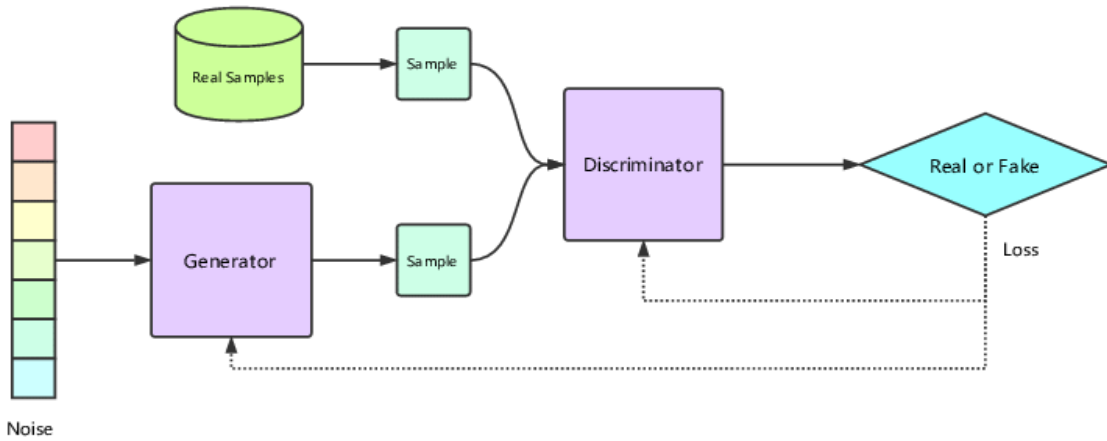 Real Samples
Sample
Discriminator
Real or Fake
Generator
Sample
Loss
Noise